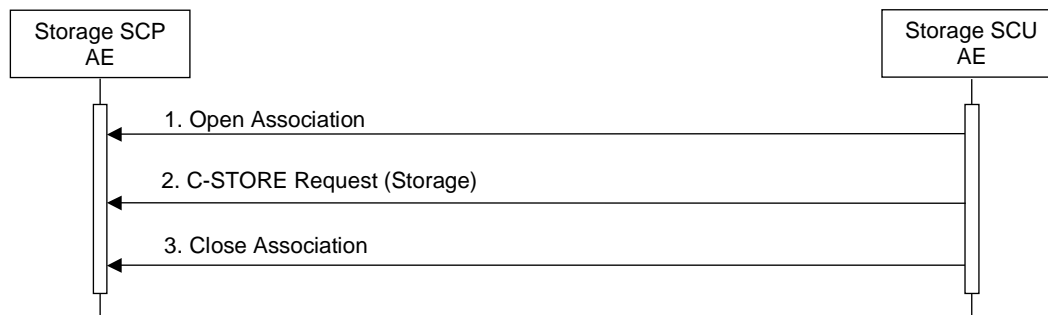 Storage SCP
AE
Storage SCU
AE
1. Open Association
2. C-STORE Request (Storage)
3. Close Association